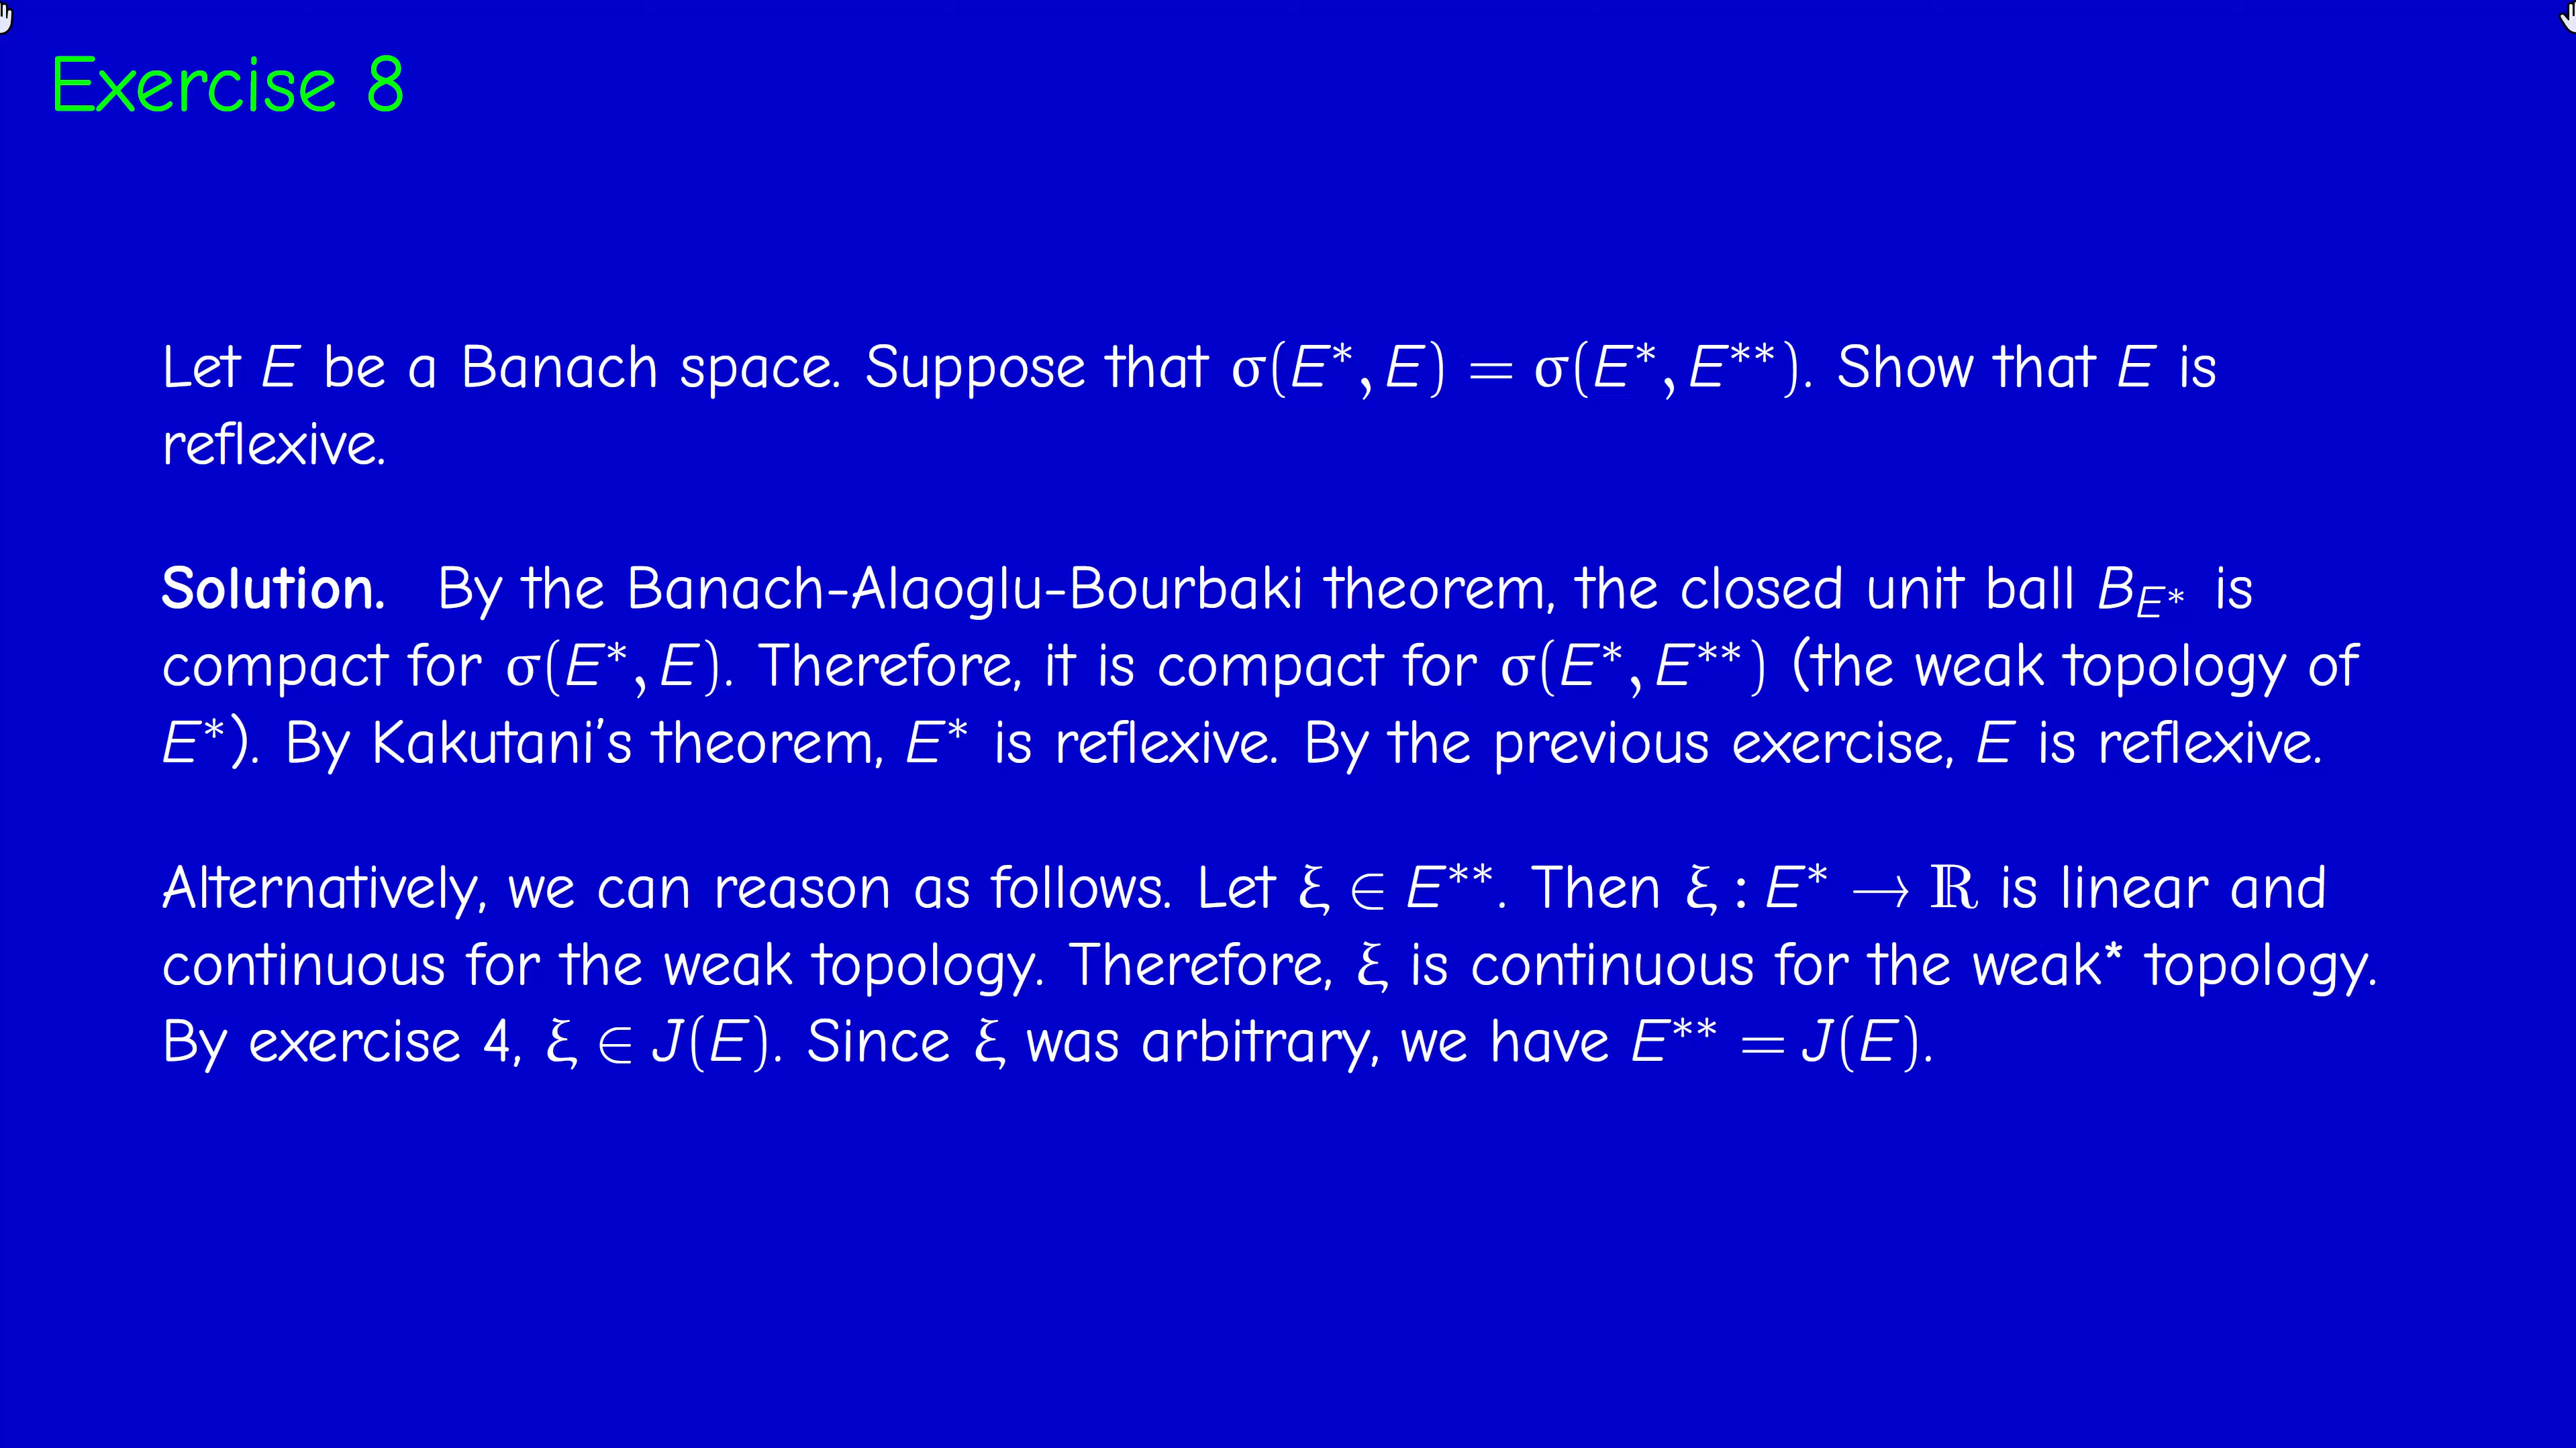 Exercise 8
Let E be a Banach space. Suppose that σ(E*, E) = σ(E*, E**). Show that E is
reflexive.
Solution. By the Banach-Alaoglu-Bourbaki theorem, the closed unit ball B_{E*} is
compact for σ(E*, E). Therefore, it is compact for σ(E*, E**) (the weak topology of
E*). By Kakutani's theorem, E* is reflexive. By the previous exercise, E is reflexive.
Alternatively, we can reason as follows. Let ξ ∈ E**. Then ξ : E* → ℝ is linear and
continuous for the weak topology. Therefore, ξ is continuous for the weak* topology.
By exercise 4, ξ ∈ J(E). Since ξ was arbitrary, we have E** = J(E).